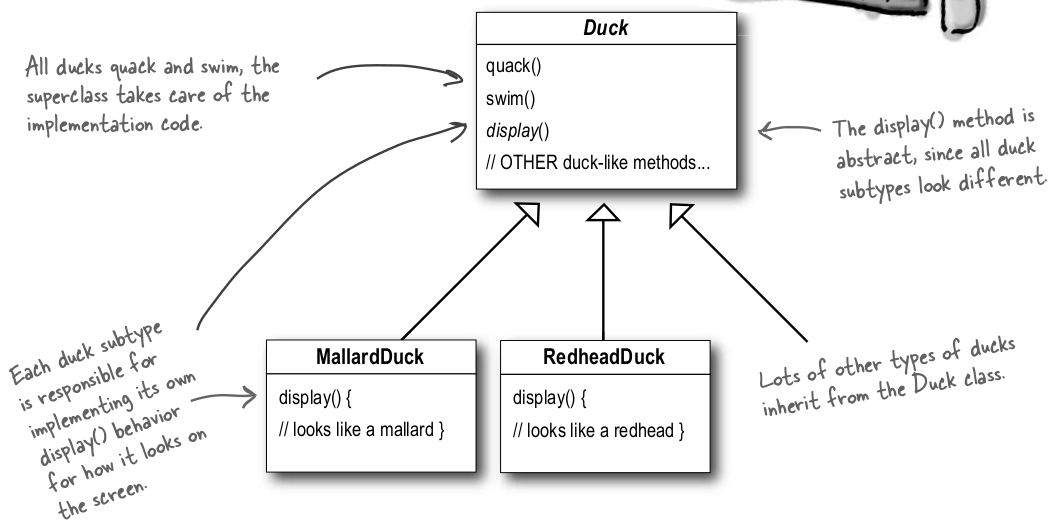 Duck
quack()
swim()
display()
// OTHER duck-like methods...
All ducks quack and swim, the
superclass takes care of the
implementation code.
The display() method is
abstract, since all duck
subtypes look different.
Each duck subtype
is responsible for
implementing its own
display() behavior
for how it looks on
the screen.
MallardDuck
display() {
// looks like a mallard }
RedheadDuck
display() {
// looks like a redhead }
Lots of other types of ducks
inherit from the Duck class.